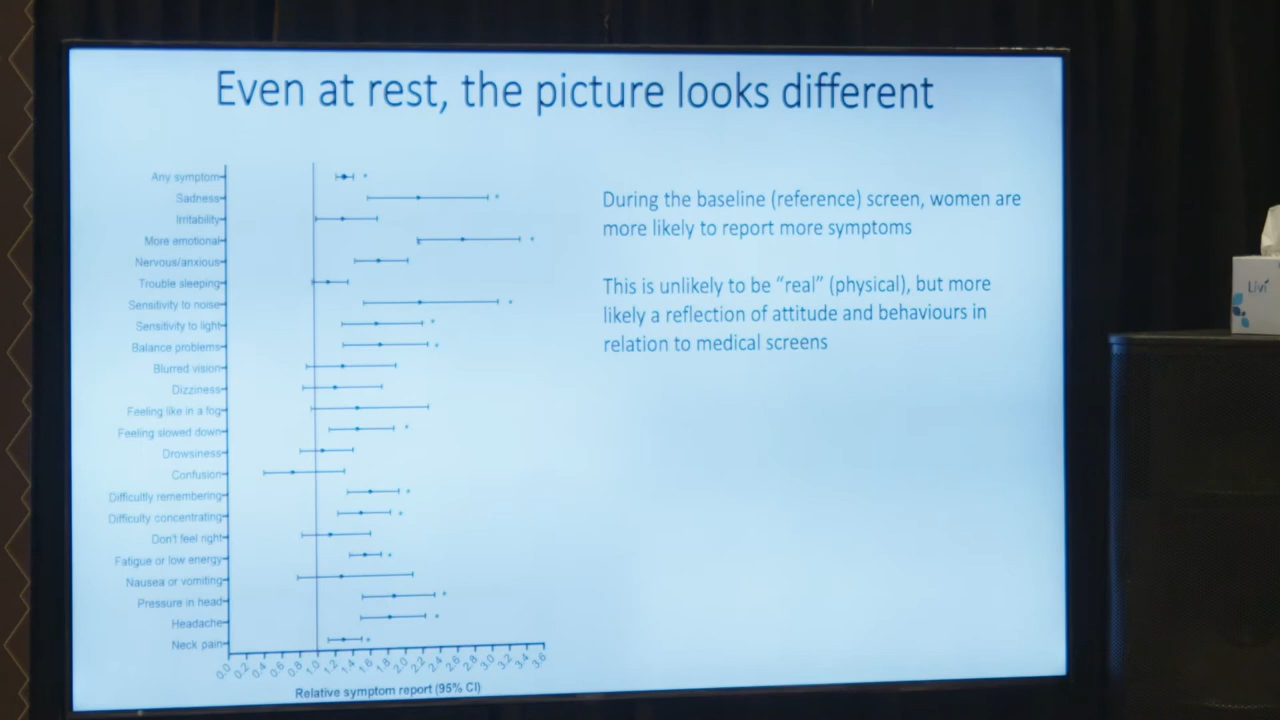 Even at rest, the picture looks different
Any symptom
Sadness
Irritability
More emotional
Nervous/anxious
Trouble sleeping
Sensitivity to noise
Sensitivity to light
Balance problems
Blurred vision
Dizziness
Feeling like in a fog
Feeling slowed down
Drowsiness
Confusion
Difficultly remembering
Difficulty concentrating
Don't feel right
Fatigue or low energy
Nausea or vomiting
Pressure in head
Headache
Neck pain
0.0 0.2 0.4 0.6 0.8 1.0 1.2 1.4 1.6 1.8 2.0 2.2 2.4 2.6 2.8 3.0 3.2 3.4 3.6
Relative symptom report (95% CI)
During the baseline (reference) screen, women are
more likely to report more symptoms
This is unlikely to be “real” (physical), but more
likely a reflection of attitude and behaviours in
relation to medical screens
Livi